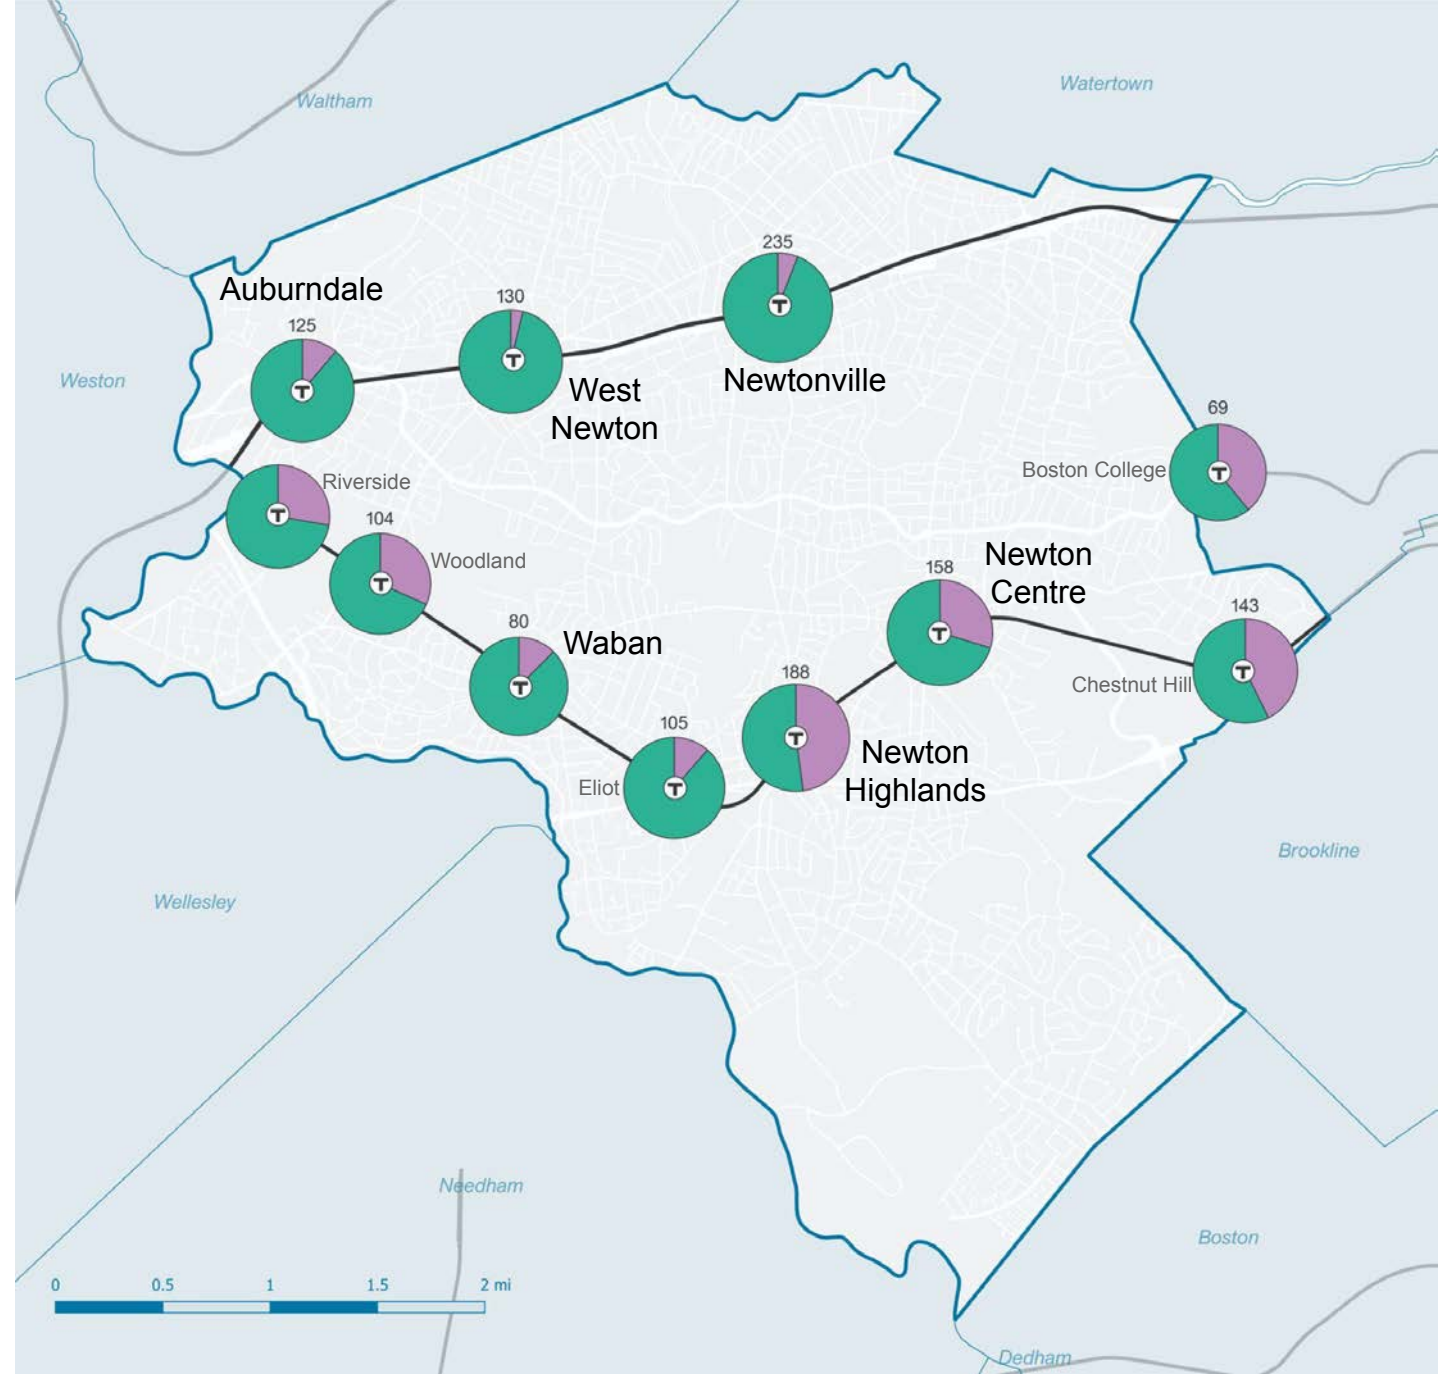 Waltham
Watertown
235
Auburndale
130
125
Weston
West
Newton
Newtonville
69
Boston College
Riverside
104
Woodland
Newton
Centre
158
143
80
Waban
Chestnut Hill
188
105
Newton
Highlands
Eliot
Brookline
Wellesley
Needham
Boston
0 0.5 1 1.5 2 mi
Dedham
T
T
T
T
T
T
T
T
T
T
T